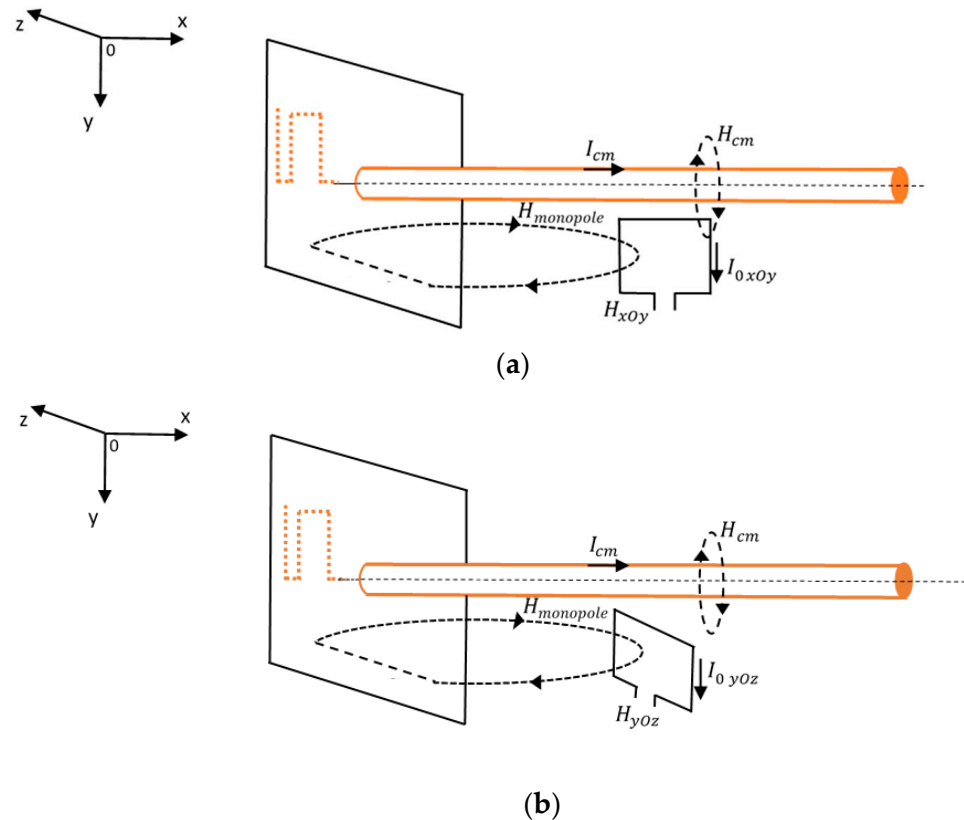 z
x
0
y
H_cm
I_cm
H_monopole
I_0 xOy
H_xOy
(a)
z
x
0
y
H_cm
I_cm
H_monopole
I_0 yOz
H_yOz
(b)